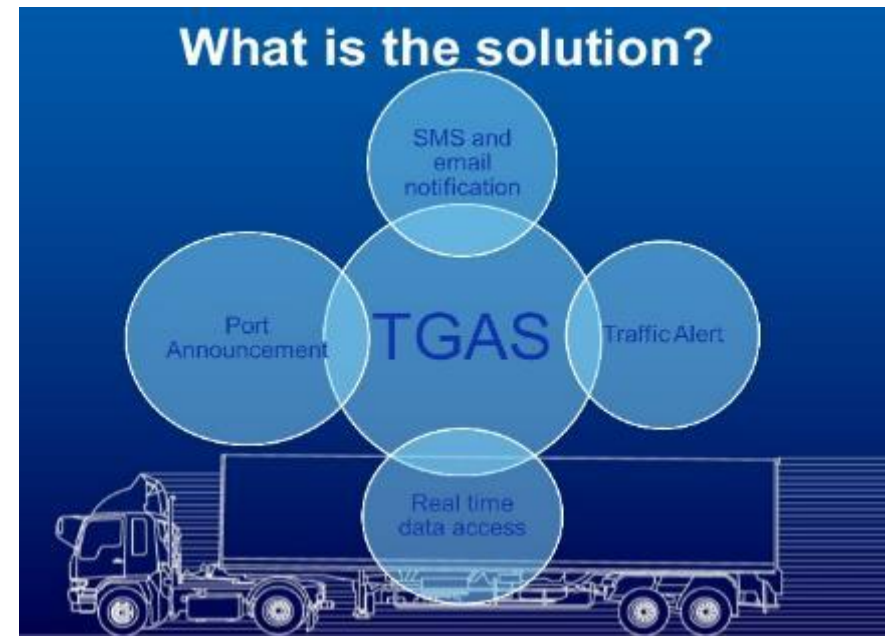 What is the solution?
SMS and
email
notification
Port
Announcement
TGAS
Traffic Alert
Real time
data access